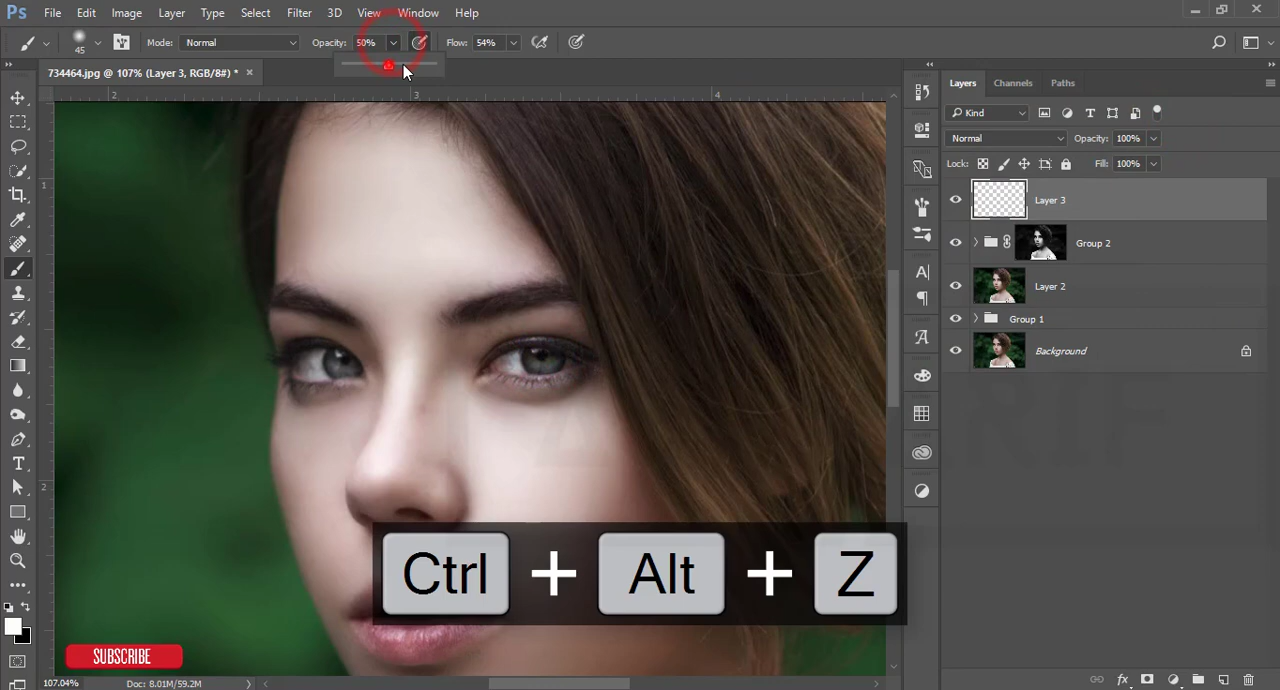 Ps File Edit Image Layer Type Select Filter 3D View Window Help
45 Mode: Normal Opacity: 50% Flow: 54%
734464.jpg @ 107% (Layer 3, RGB/8#) * ×
2 3 4
1
2
Layers Channels Paths
Kind
Normal Opacity: 100%
Lock: Fill: 100%
Layer 3
Group 2
Layer 2
Group 1
Background
Ctrl + Alt + Z
SUBSCRIBE
107.04% Doc: 8.01M/59.2M